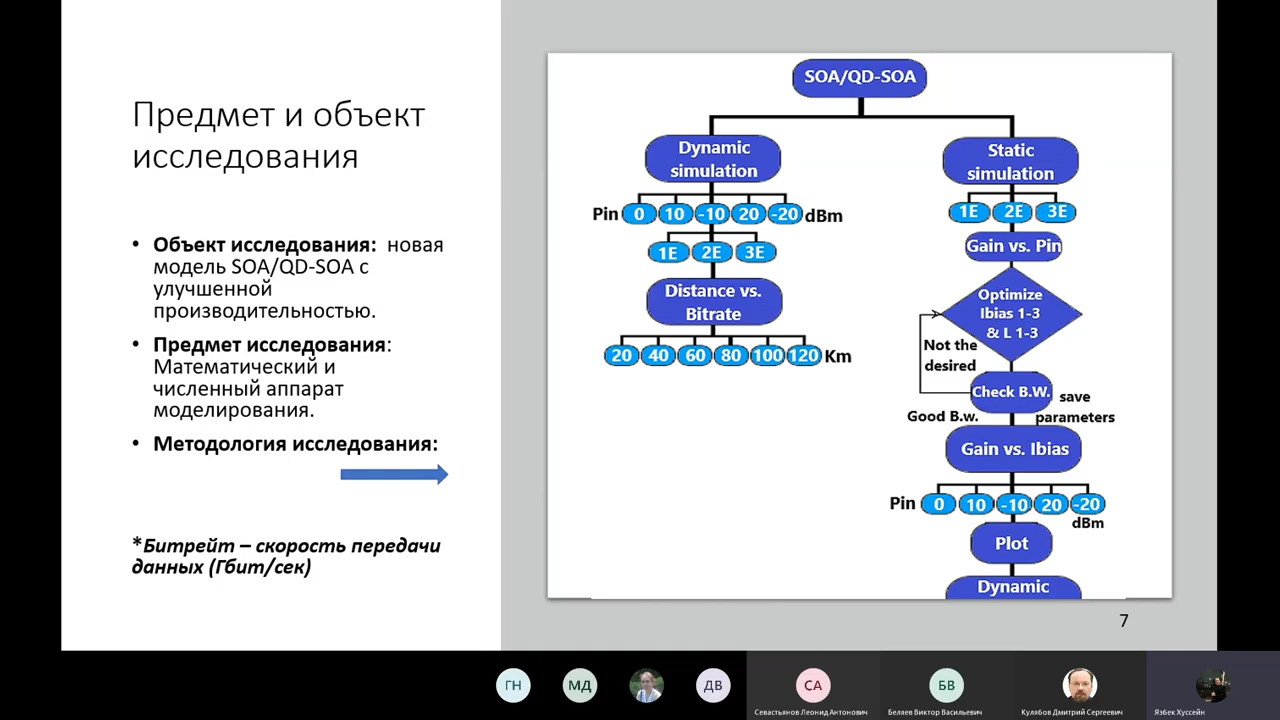 Предмет и объект
исследования
• Объект исследования: новая
модель SOA/QD-SOA с
улучшенной
производительностью.
• Предмет исследования:
Математический и
численный аппарат
моделирования.
• Методология исследования:
*Битрейт – скорость передачи
данных (Гбит/сек)
SOA/QD-SOA
Dynamic
simulation
Pin 0 10 -10 20 -20 dBm
1E 2E 3E
Distance vs.
Bitrate
20 40 60 80 100 120 Km
Static
simulation
1E 2E 3E
Gain vs. Pin
Optimize
Ibias 1-3
& L 1-3
Not the
desired
Check B.W.
save
parameters
Good B.w.
Gain vs. Ibias
Pin 0 10 -10 20 -20
dBm
Plot
Dynamic
7
ГН МД ДВ СА БВ
Севастьянов Леонид Антонович
Беляев Виктор Васильевич
Кулябов Дмитрий Сергеевич
Язбек Хуссейн